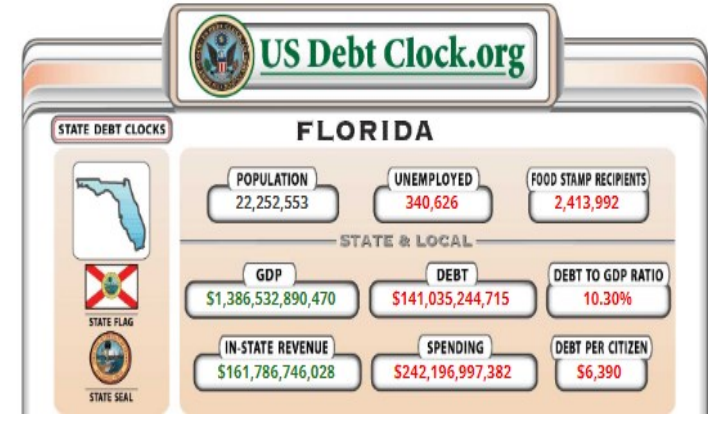 US Debt Clock.org
STATE DEBT CLOCKS
FLORIDA
STATE FLAG
STATE SEAL
POPULATION
22,252,553
UNEMPLOYED
340,626
FOOD STAMP RECIPIENTS
2,413,992
STATE & LOCAL
GDP
$1,386,532,890,470
DEBT
$141,035,244,715
DEBT TO GDP RATIO
10.30%
IN-STATE REVENUE
$161,786,746,028
SPENDING
$242,196,997,382
DEBT PER CITIZEN
$6,390